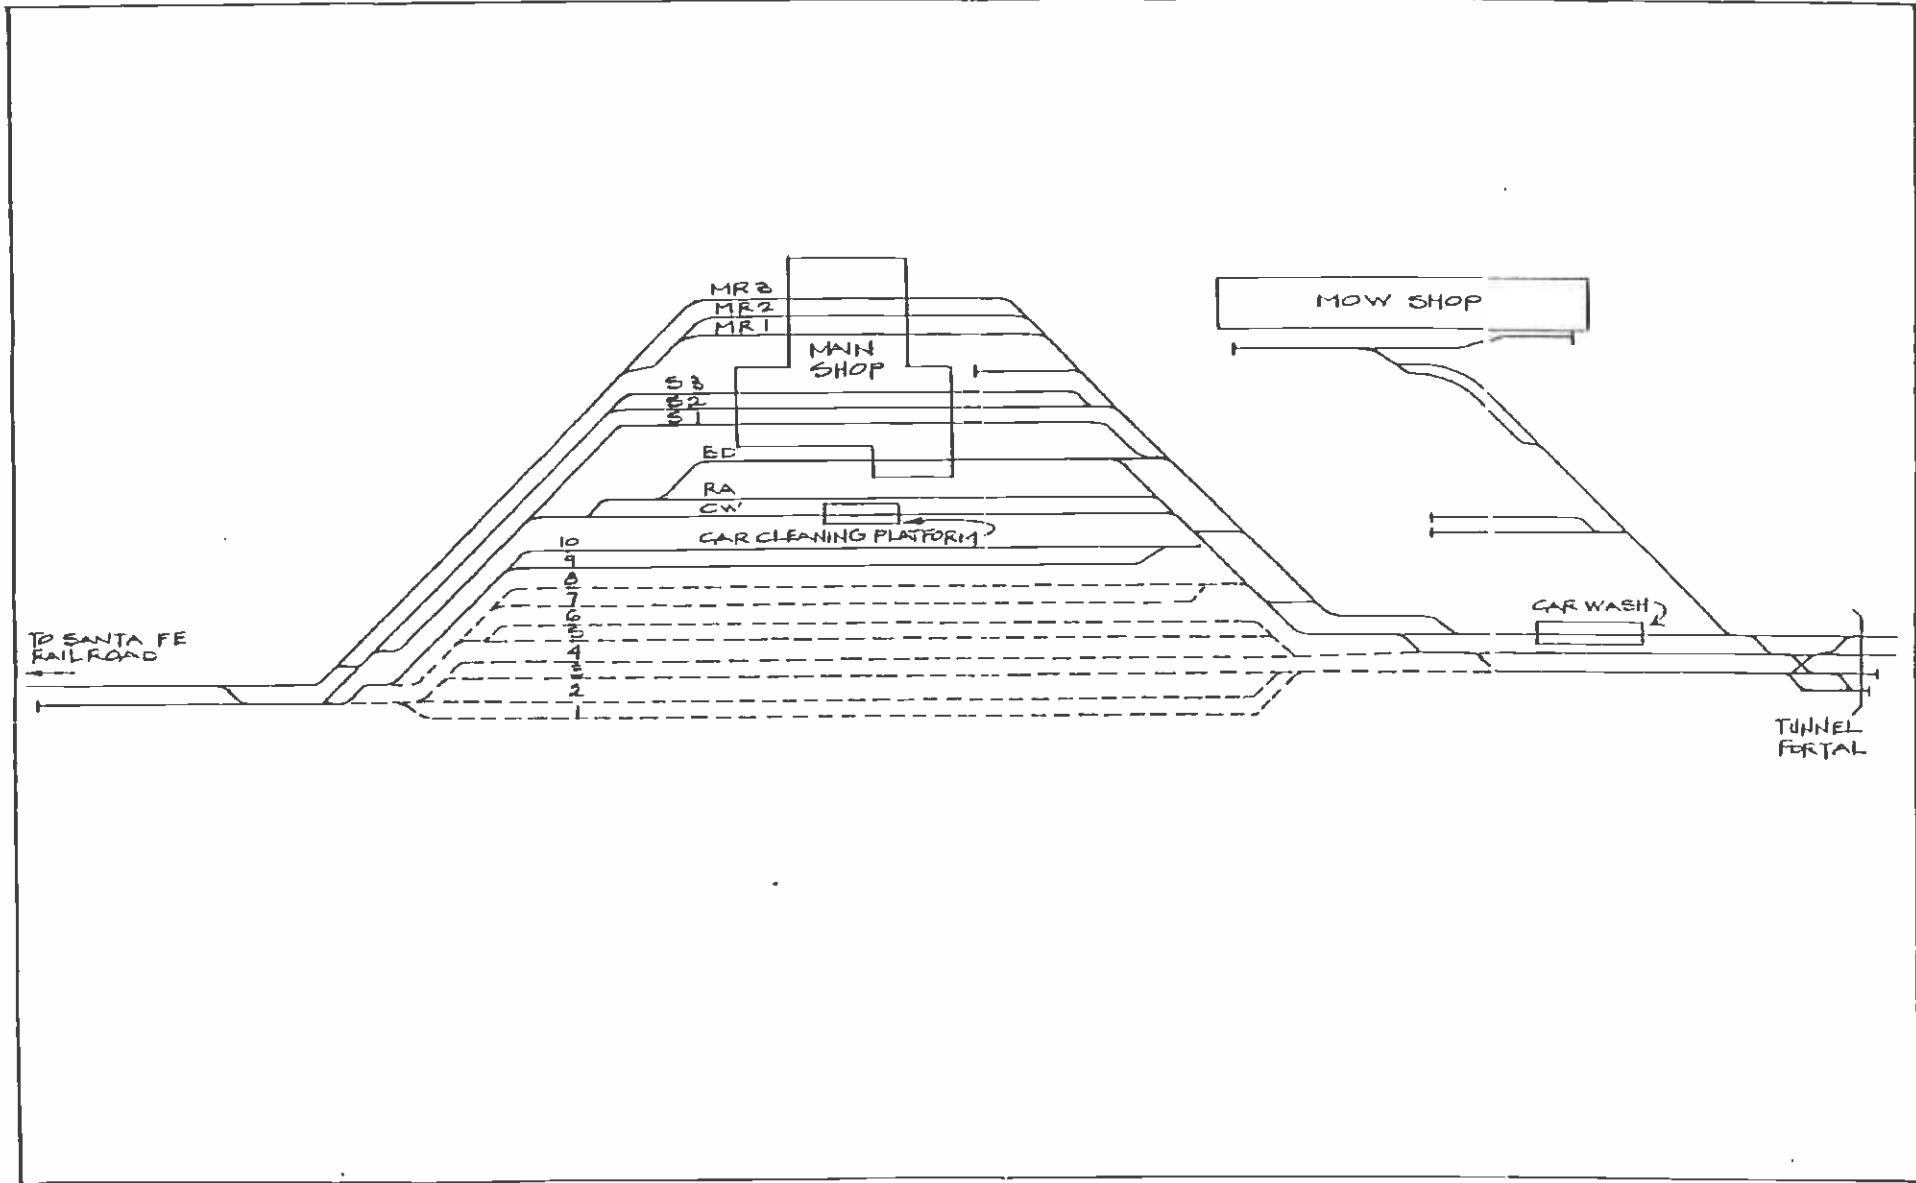 MR 3
MR 2
MR 1
MAIN
SHOP
MOW SHOP
S 3
S 2
S 1
BD
RA
CW
CAR CLEANING PLATFORM
10
9
8
7
6
5
4
3
2
1
CAR WASH
TO SANTA FE
RAILROAD
TUNNEL
PORTAL